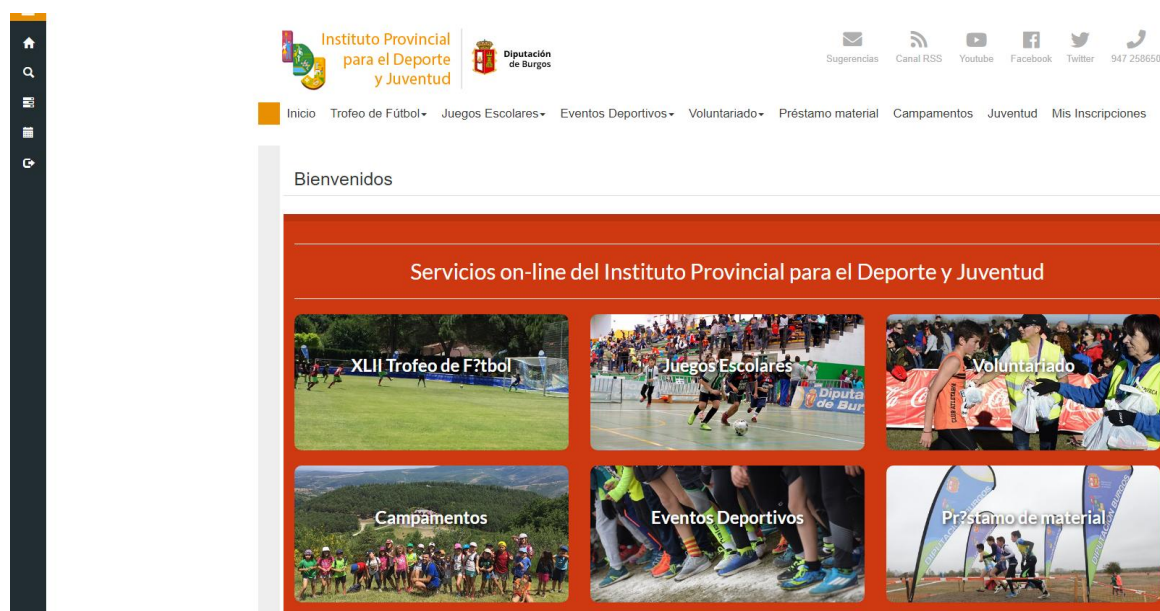 Instituto Provincial
para el Deporte
y Juventud
Diputación
de Burgos
Sugerencias Canal RSS Youtube Facebook Twitter 947 258650
Inicio Trofeo de Fútbol Juegos Escolares Eventos Deportivos Voluntariado Préstamo material Campamentos Juventud Mis Inscripciones
Bienvenidos
Servicios on-line del Instituto Provincial para el Deporte y Juventud
XLII Trofeo de F?tbol
Juegos Escolares
Voluntariado
Campamentos
Eventos Deportivos
Pr?stamo de material